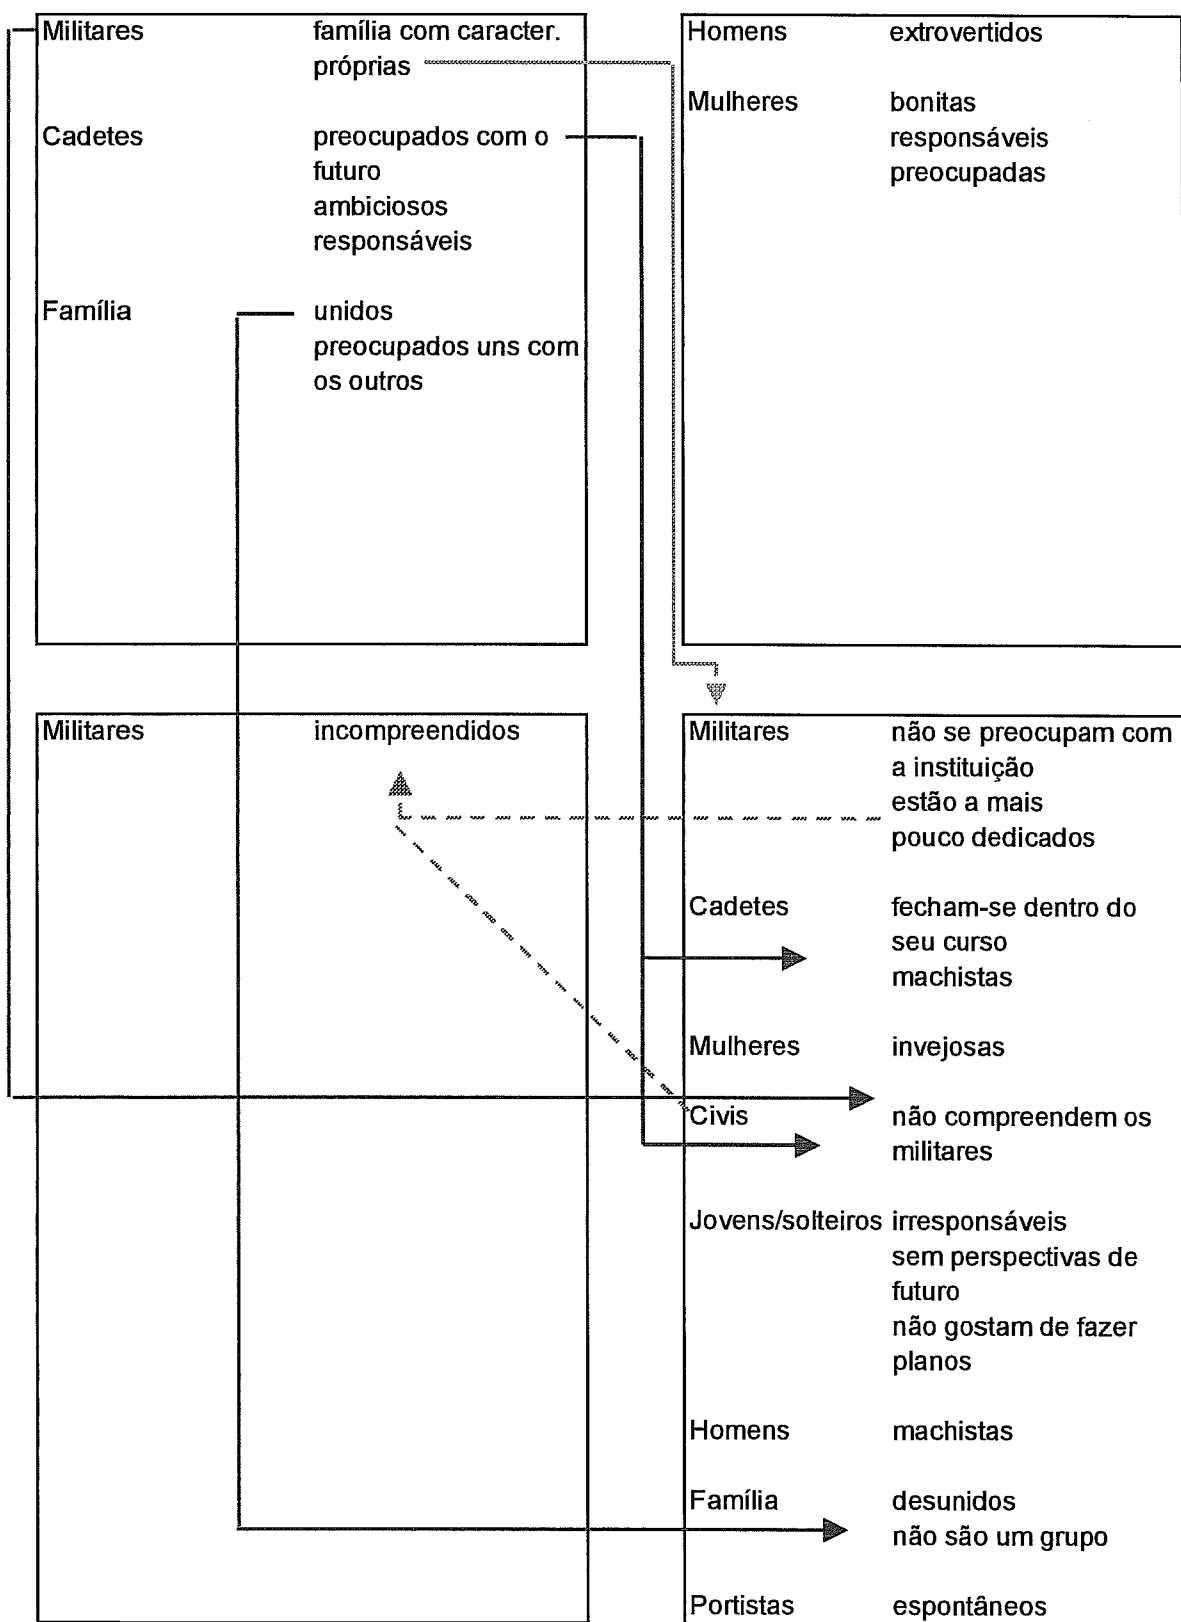 Militares família com caracter.
próprias
Cadetes preocupados com o
futuro
ambiciosos
responsáveis
Família unidos
preocupados uns com
os outros
Homens extrovertidos
Mulheres bonitas
responsáveis
preocupadas
Militares incompreendidos
Militares não se preocupam com
a instituição
estão a mais
pouco dedicados
Cadetes fecham-se dentro do
seu curso
machistas
Mulheres invejosas
Civis não compreendem os
militares
Jovens/solteiros irresponsáveis
sem perspectivas de
futuro
não gostam de fazer
planos
Homens machistas
Família desunidos
não são um grupo
Portistas espontâneos